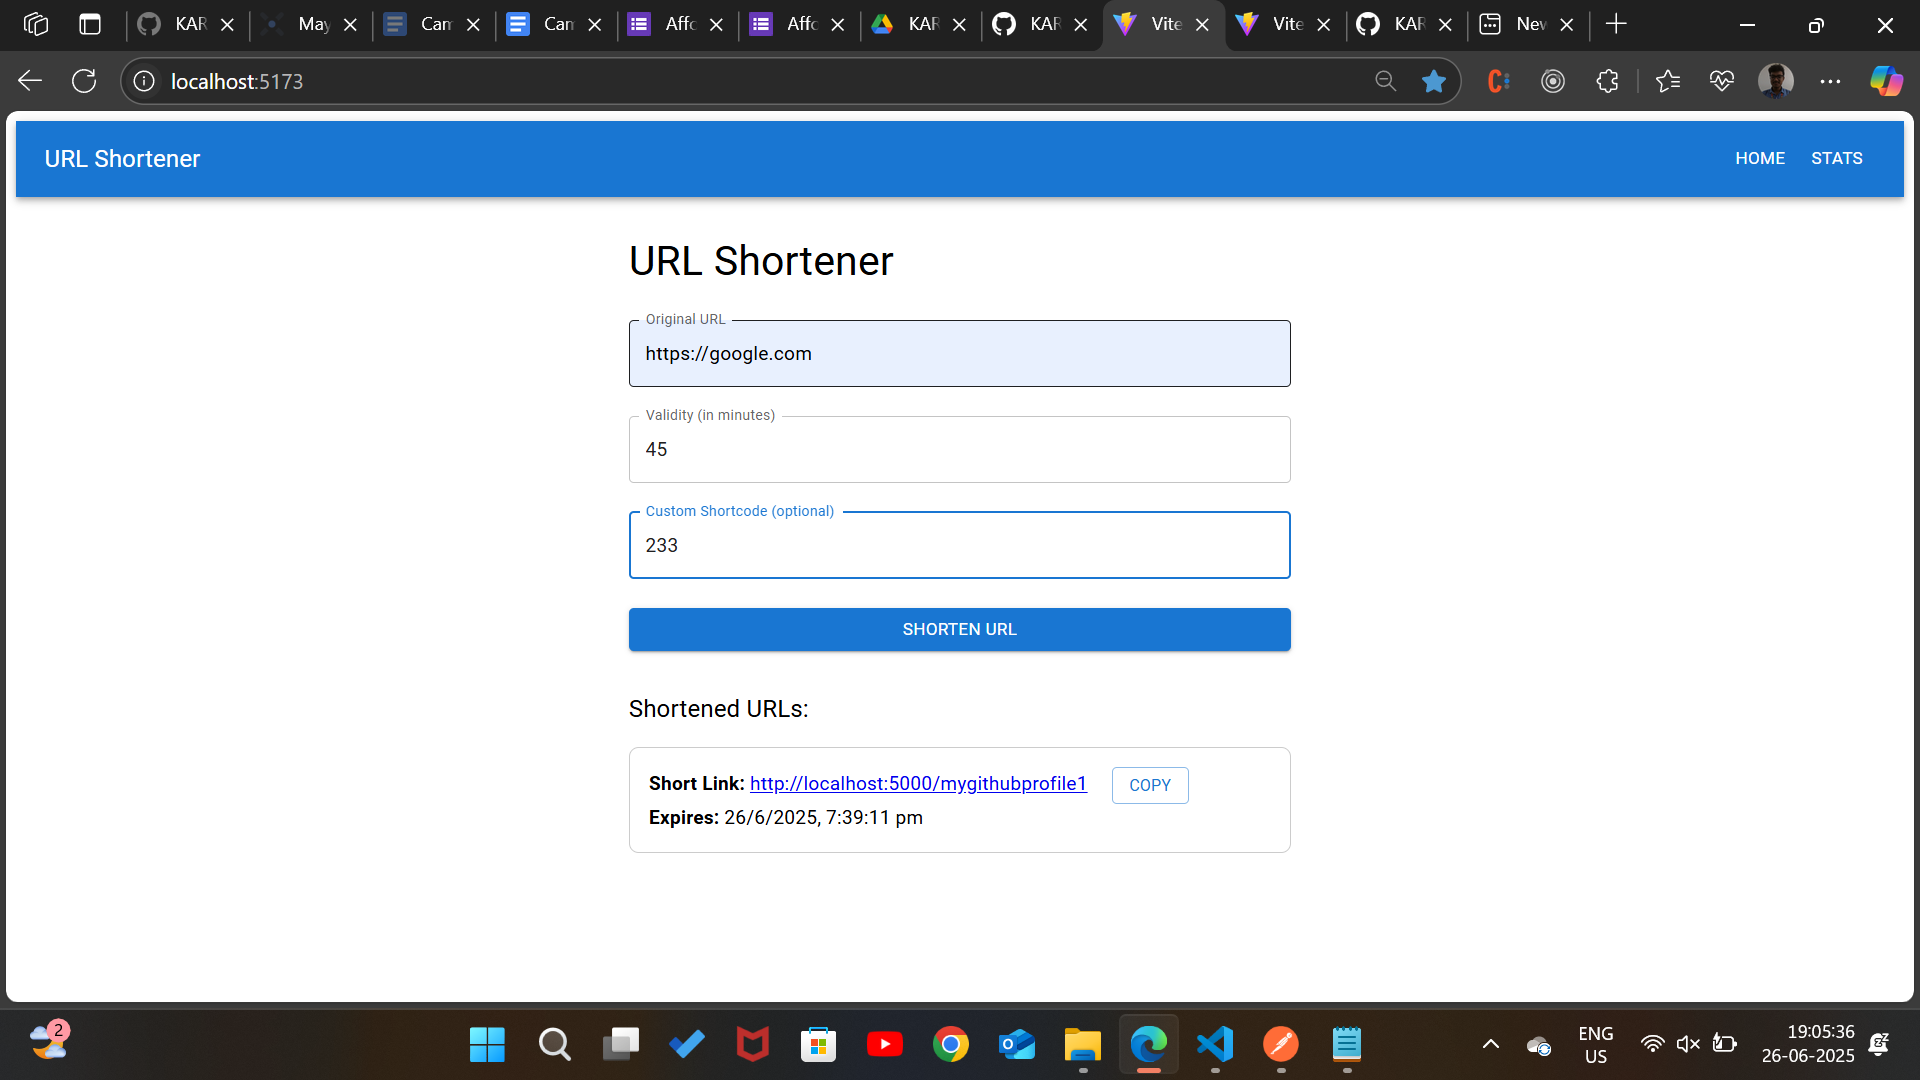 KAR
May
Can
Can
Affo
Affo
KAR
KAR
Vite
Vite
KAR
New
localhost:5173
URL Shortener
HOME
STATS
URL Shortener
Original URL
https://google.com
Validity (in minutes)
45
Custom Shortcode (optional)
233
SHORTEN URL
Shortened URLs:
Short Link: http://localhost:5000/mygithubprofile1 COPY
Expires: 26/6/2025, 7:39:11 pm
2
ENG
US
19:05:36
26-06-2025